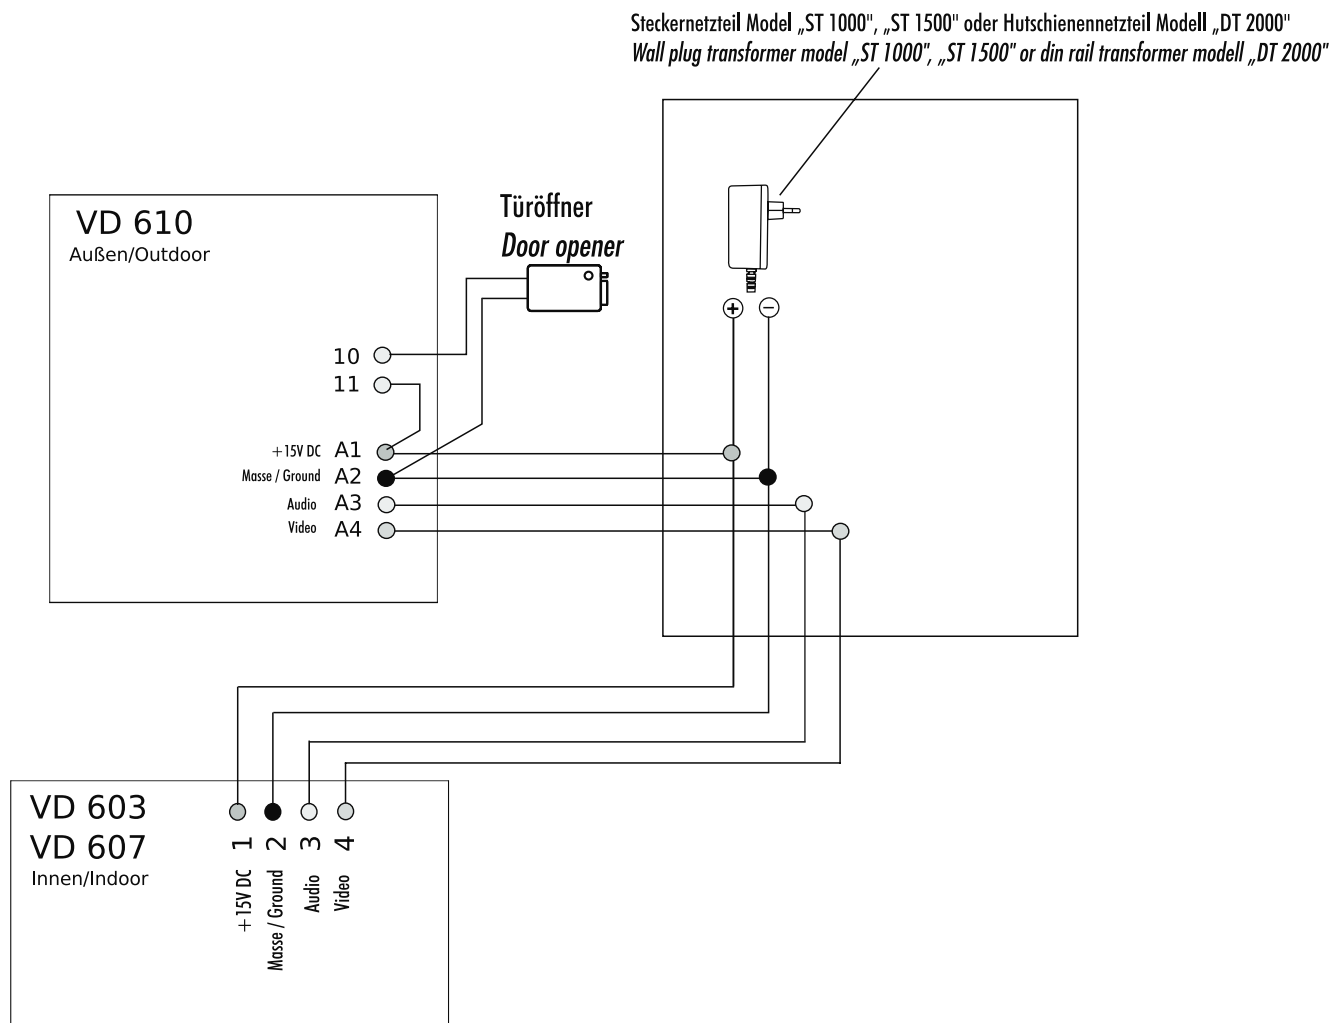 Steckernetzteil Model „ST 1000", „ST 1500" oder Hutschienennetzteil Modell „DT 2000"
Wall plug transformer model „ST 1000", „ST 1500" or din rail transformer modell „DT 2000"
VD 610
Außen/Outdoor
Türöffner
Door opener
+ −
10
11
+15V DC A1
Masse / Ground A2
Audio A3
Video A4
VD 603
VD 607
Innen/Indoor
1 +15V DC
2 Masse / Ground
3 Audio
4 Video